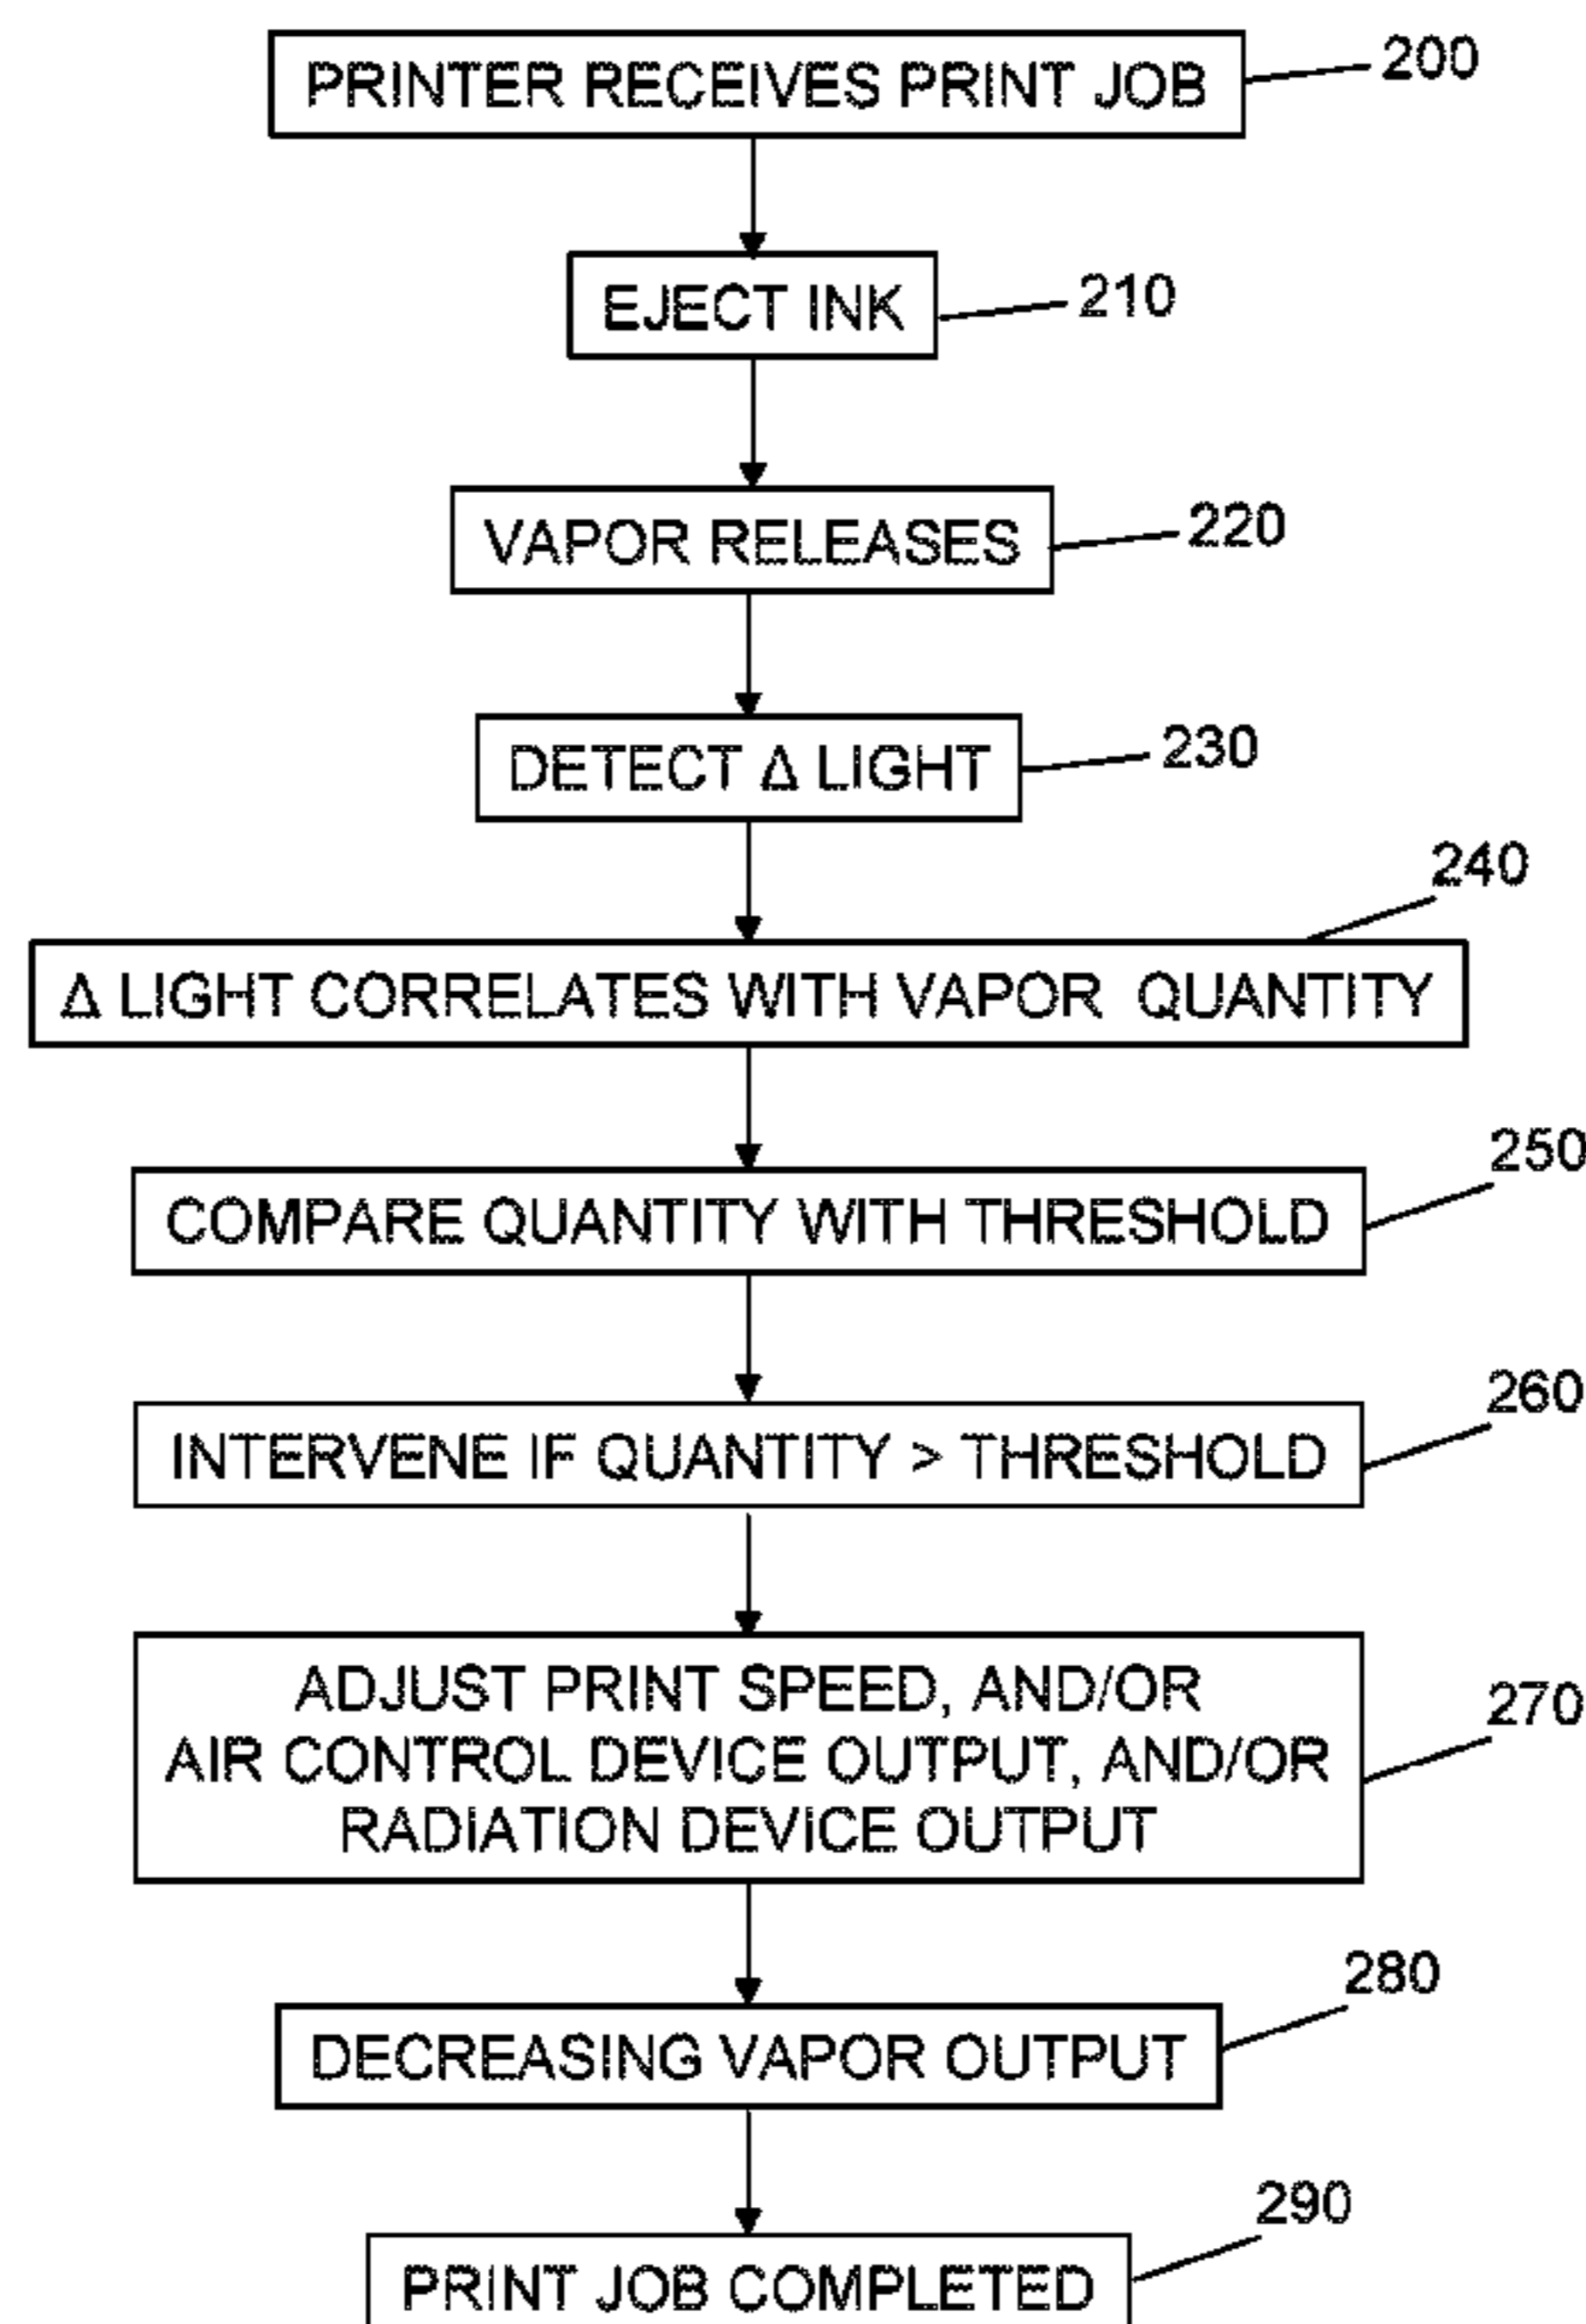 PRINTER RECEIVES PRINT JOB
200
EJECT INK
210
VAPOR RELEASES
220
DETECT Δ LIGHT
230
240
Δ LIGHT CORRELATES WITH VAPOR QUANTITY
250
COMPARE QUANTITY WITH THRESHOLD
260
INTERVENE IF QUANTITY > THRESHOLD
ADJUST PRINT SPEED, AND/OR
270
AIR CONTROL DEVICE OUTPUT, AND/OR
RADIATION DEVICE OUTPUT
280
DECREASING VAPOR OUTPUT
290
PRINT JOB COMPLETED